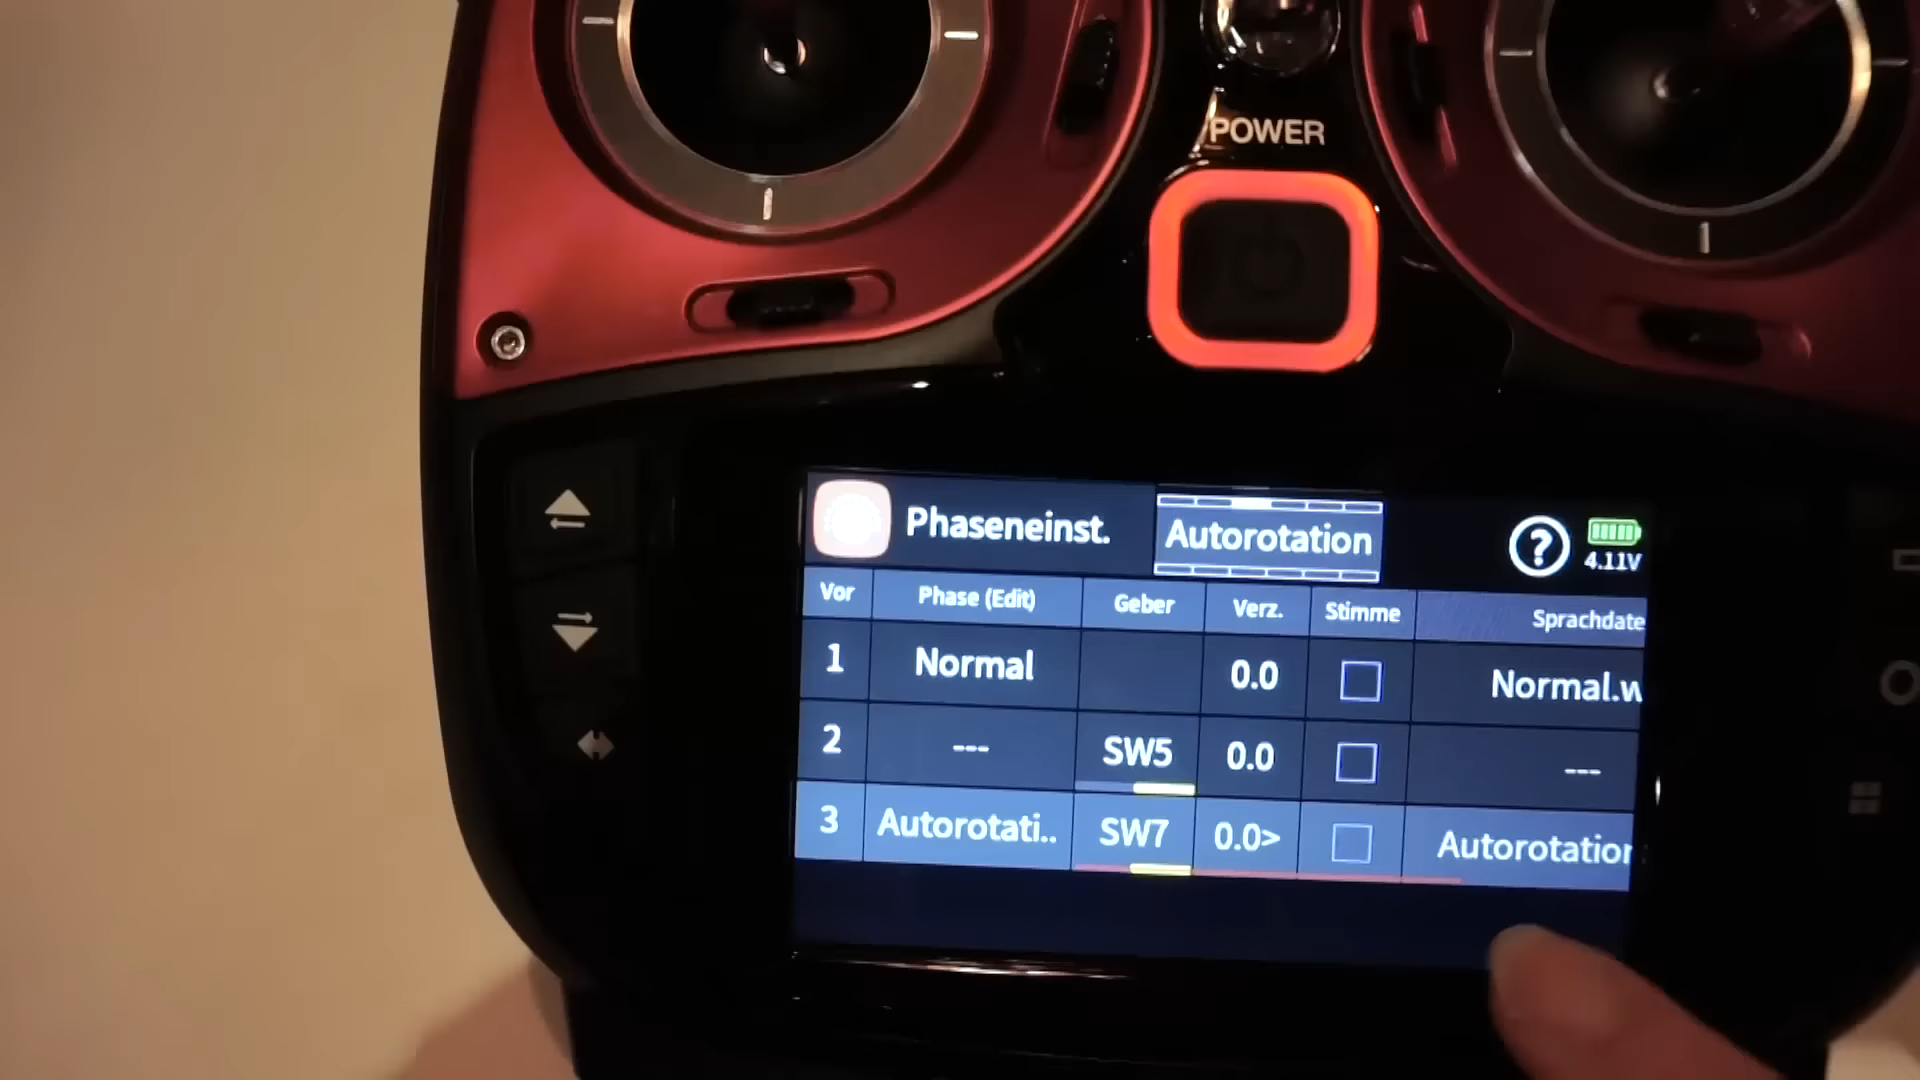 POWER
Phaseneinst. Autorotation ? 4.11V
Vor Phase (Edit) Geber Verz. Stimme Sprachdate
1 Normal 0.0 Normal.w
2 --- SW5 0.0 ---
3 Autorotati.. SW7 0.0> Autorotation